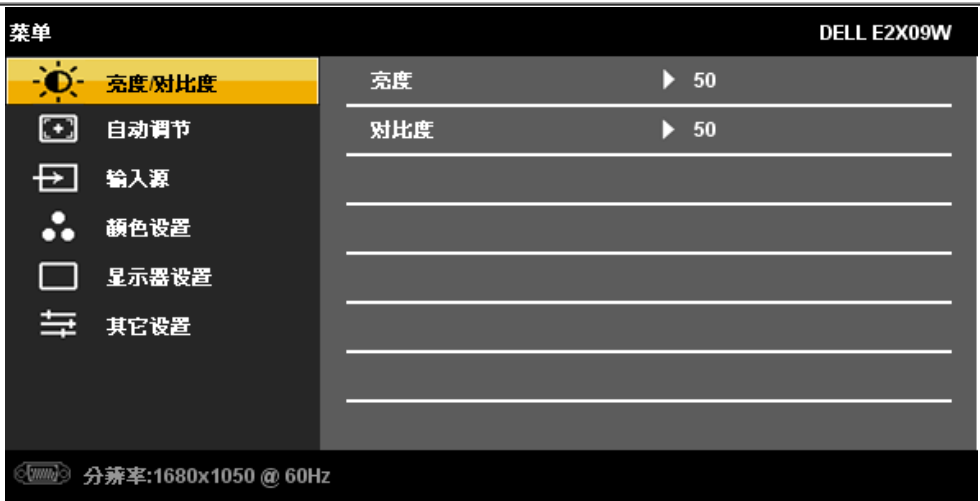 菜单 DELL E2X09W
亮度/对比度 亮度 50
自动调节 对比度 50
输入源
颜色设置
显示器设置
其它设置
分辨率:1680x1050 @ 60Hz